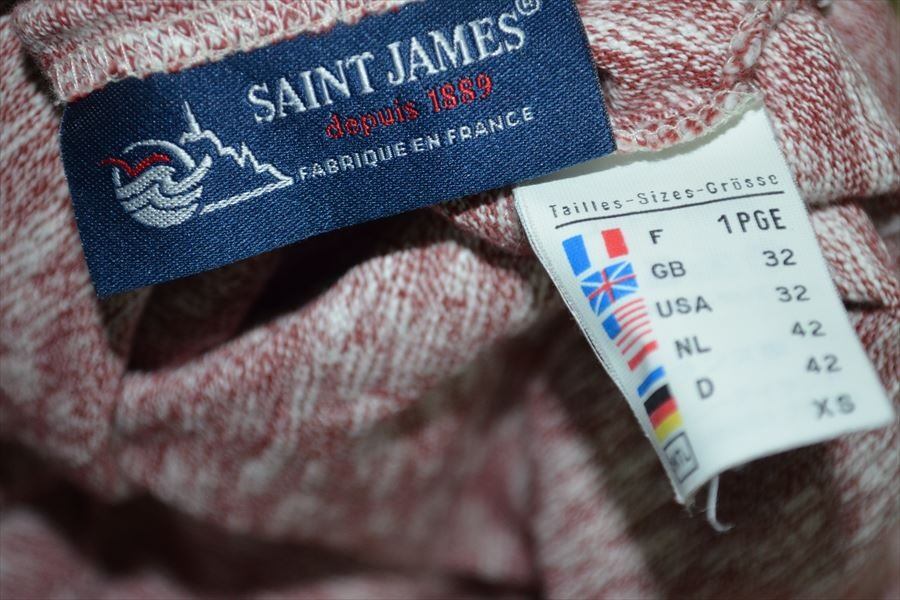 SAINT JAMES®
depuis 1889
FABRIQUE EN FRANCE
Tailles-Sizes-Grösse
F 1PGE
GB 32
USA 32
NL 42
D 42
XS